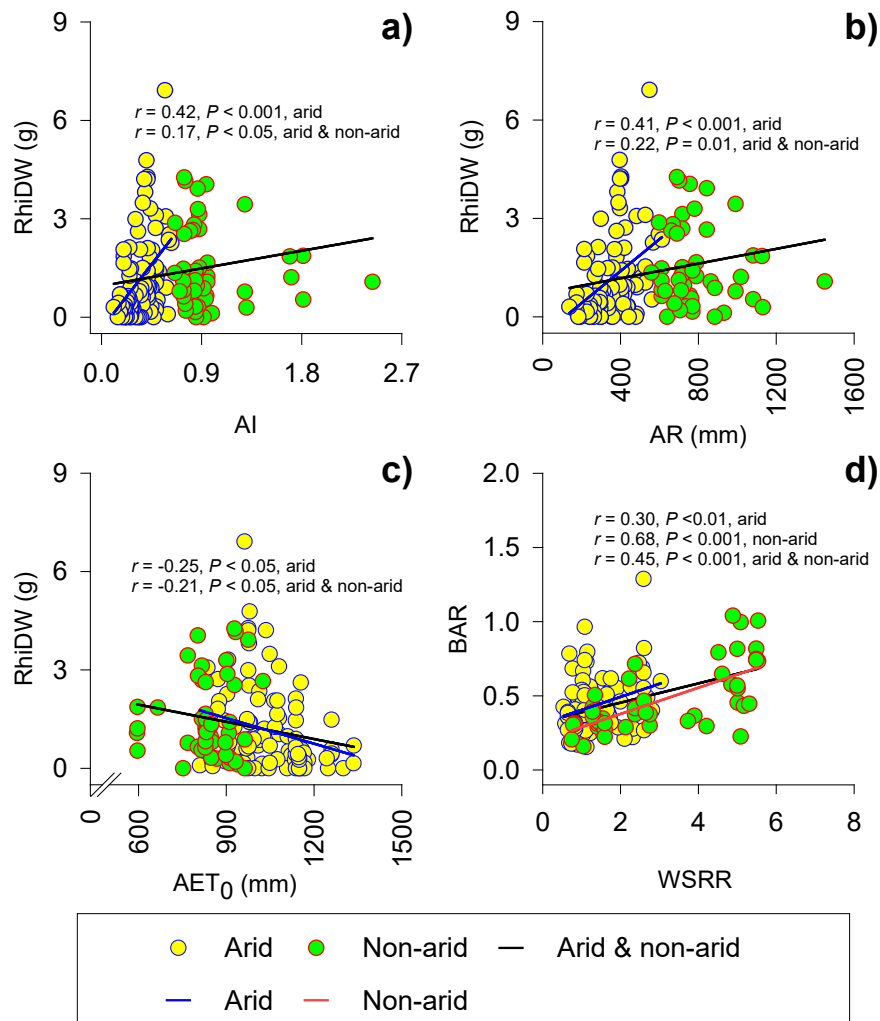 a)
9
6
3
0
RhiDW (g)
r = 0.42, P < 0.001, arid
r = 0.17, P < 0.05, arid & non-arid
0.0 0.9 1.8 2.7
AI
b)
9
6
3
0
RhiDW (g)
r = 0.41, P < 0.001, arid
r = 0.22, P = 0.01, arid & non-arid
0 400 800 1200 1600
AR (mm)
c)
9
6
3
0
RhiDW (g)
r = -0.25, P < 0.05, arid
r = -0.21, P < 0.05, arid & non-arid
0 600 900 1200 1500
AET0 (mm)
d)
2.0
1.5
1.0
0.5
0.0
BAR
r = 0.30, P <0.01, arid
r = 0.68, P < 0.001, non-arid
r = 0.45, P < 0.001, arid & non-arid
0 2 4 6 8
WSRR
Arid Non-arid Arid & non-arid
Arid Non-arid